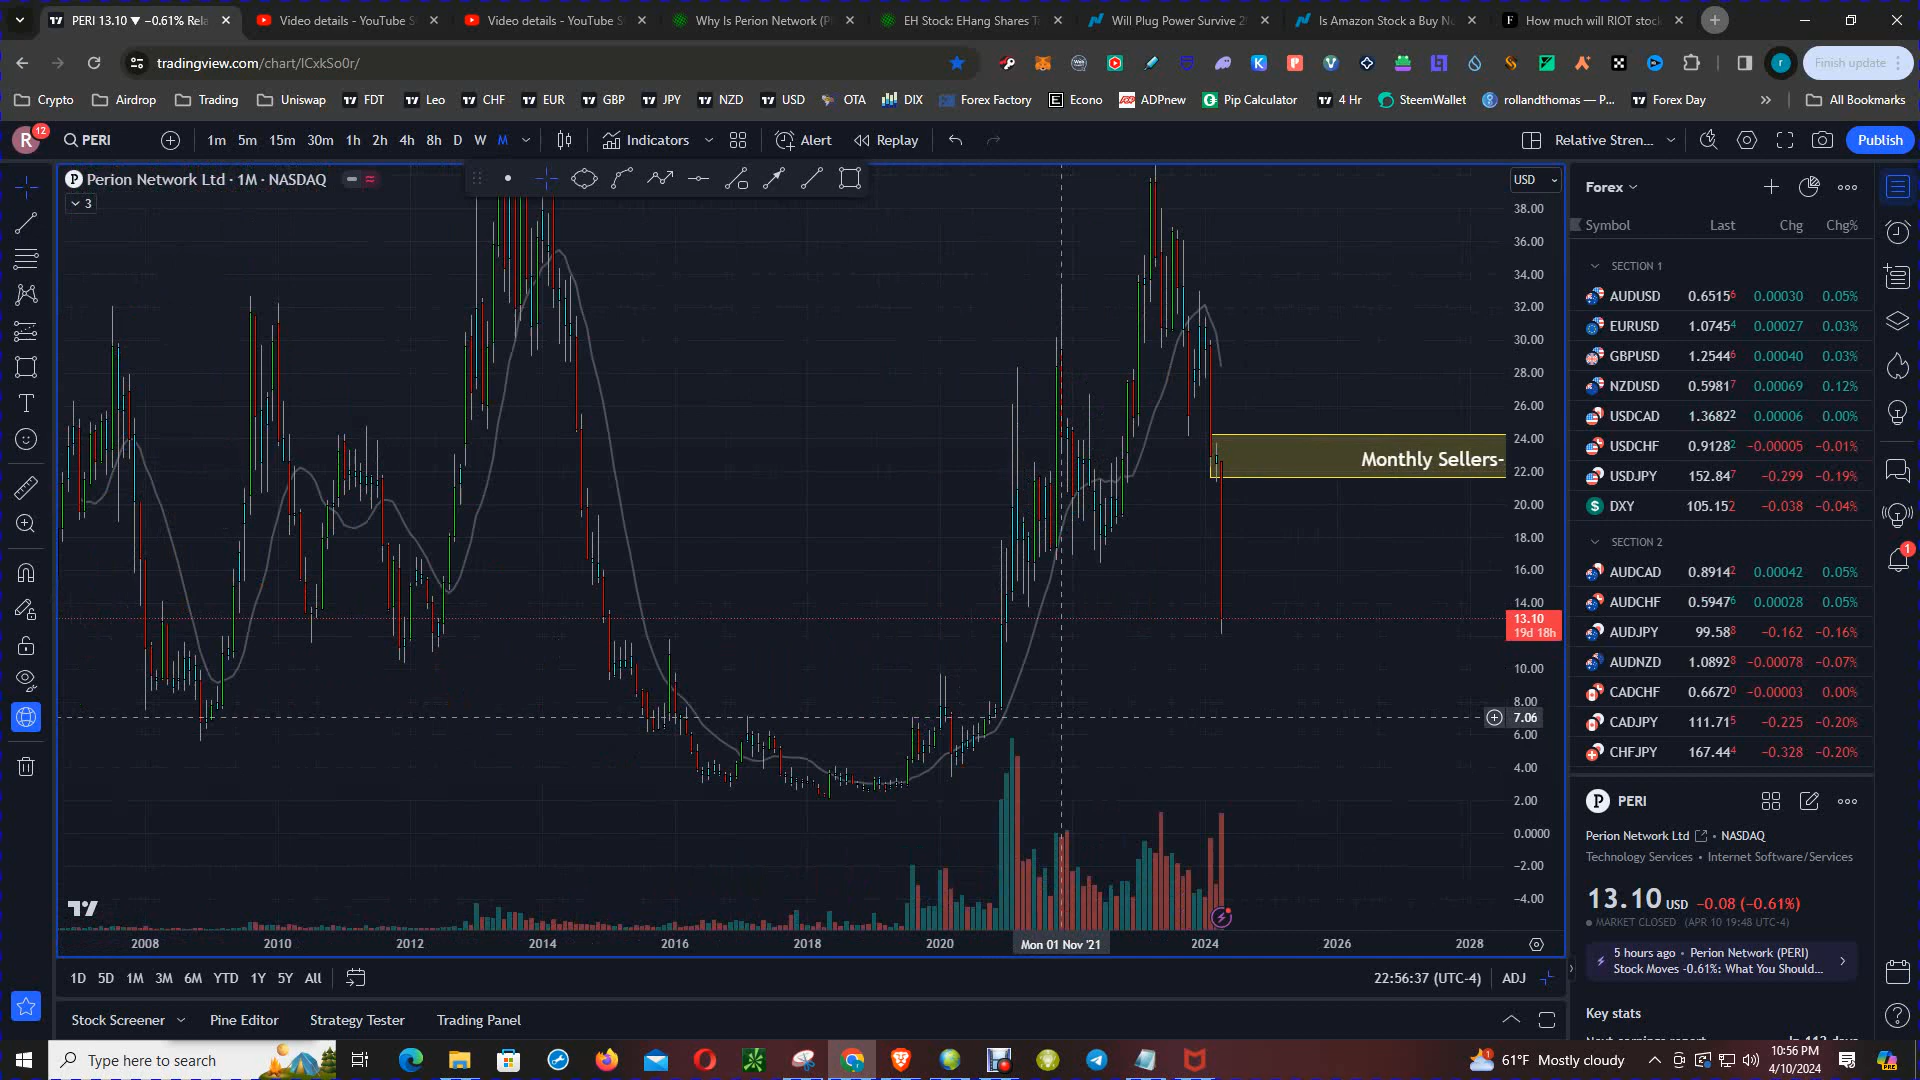 PERI 13.10 ▼ −0.61% Rela
Video details - YouTube S
Video details - YouTube S
Why Is Perion Network (P
EH Stock: EHang Shares T
Will Plug Power Survive 2
Is Amazon Stock a Buy N
How much will RIOT stoc
tradingview.com/chart/lCxkSo0r/
Finish update
Crypto Airdrop Trading Uniswap FDT Leo CHF EUR GBP JPY NZD USD OTA DIX Forex Factory Econo ADPnew Pip Calculator 4 Hr SteemWallet rollandthomas — P... Forex Day » All Bookmarks
R 12 PERI 1m 5m 15m 30m 1h 2h 4h 8h D W M Indicators Alert Replay Relative Stren... Publish
Perion Network Ltd · 1M · NASDAQ
3
USD
38.00
36.00
34.00
32.00
30.00
28.00
26.00
24.00
22.00
20.00
18.00
16.00
14.00
13.10
19d 18h
10.00
8.00
7.06
6.00
4.00
2.00
0.0000
−2.00
−4.00
Monthly Sellers-
2008 2010 2012 2014 2016 2018 2020 Mon 01 Nov '21 2024 2026 2028
1D 5D 1M 3M 6M YTD 1Y 5Y All 22:56:37 (UTC-4) ADJ
Stock Screener Pine Editor Strategy Tester Trading Panel
Forex
Symbol Last Chg Chg%
SECTION 1
AUDUSD 0.65156 0.00030 0.05%
EURUSD 1.07454 0.00027 0.03%
GBPUSD 1.25446 0.00040 0.03%
NZDUSD 0.59817 0.00069 0.12%
USDCAD 1.36822 0.00006 0.00%
USDCHF 0.91282 −0.00005 −0.01%
USDJPY 152.847 −0.299 −0.19%
DXY 105.152 −0.038 −0.04%
SECTION 2
AUDCAD 0.89142 0.00042 0.05%
AUDCHF 0.59476 0.00028 0.05%
AUDJPY 99.588 −0.162 −0.16%
AUDNZD 1.08928 −0.00078 −0.07%
CADCHF 0.66720 −0.00003 0.00%
CADJPY 111.715 −0.225 −0.20%
CHFJPY 167.444 −0.328 −0.20%
PERI
Perion Network Ltd • NASDAQ
Technology Services • Internet Software/Services
13.10 USD −0.08 (−0.61%)
MARKET CLOSED (APR 10 19:48 UTC-4)
5 hours ago • Perion Network (PERI)
Stock Moves -0.61%: What You Should...
Key stats
1
Type here to search
61°F Mostly cloudy
10:56 PM
4/10/2024